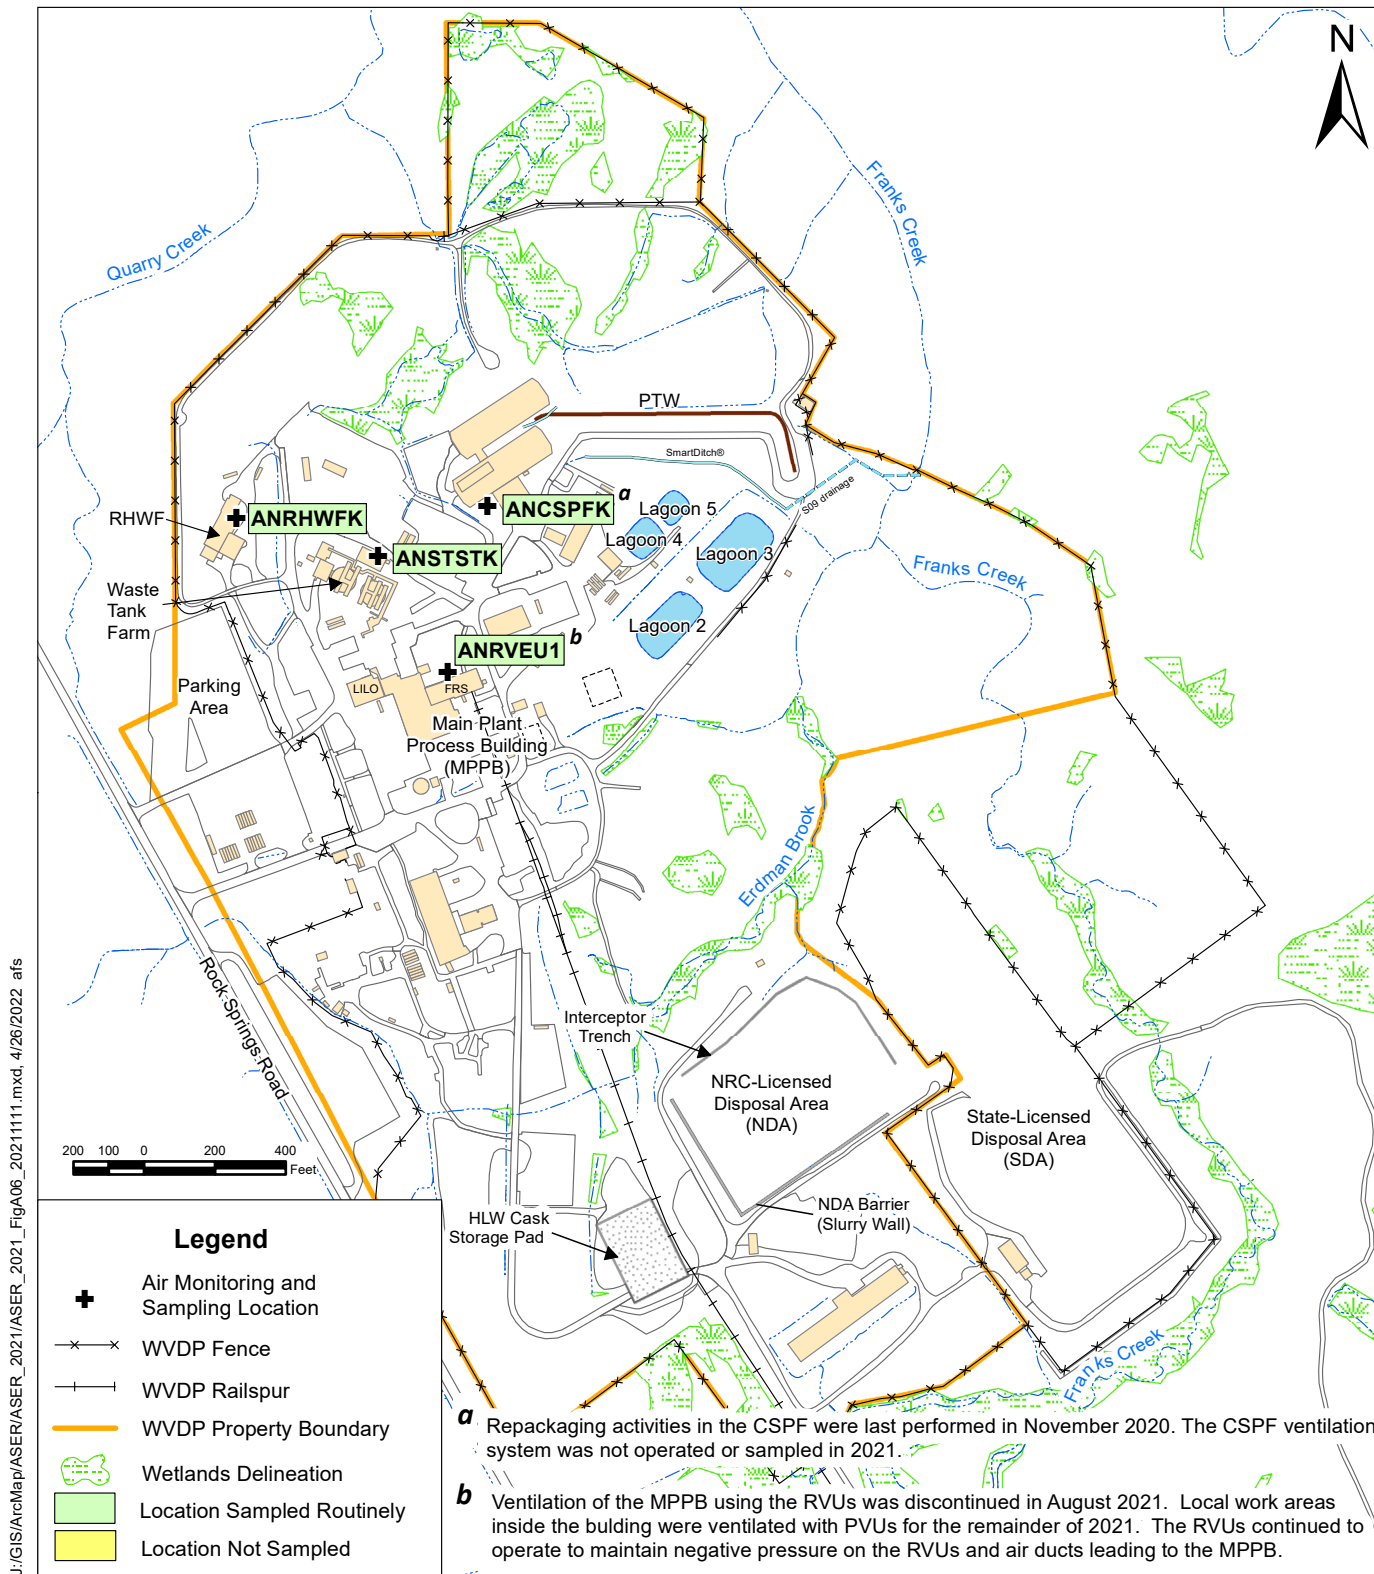 N
Quarry Creek
Franks Creek
PTW
SmartDitch®
S09 drainage
a
ANCSPFK
Lagoon 5
Lagoon 4
Lagoon 3
Lagoon 2
RHWF
ANRHWFK
ANSTSTK
Franks Creek
Waste
Tank
Farm
b
ANRVEU1
Parking
Area
LILO
FRS
Main Plant
Process Building
(MPPB)
Erdman Brook
Rock Springs Road
Interceptor
Trench
NRC-Licensed
Disposal Area
(NDA)
State-Licensed
Disposal Area
(SDA)
200 100 0 200 400
Feet
NDA Barrier
(Slurry Wall)
HLW Cask
Storage Pad
Franks Creek
Legend
Air Monitoring and
Sampling Location
WVDP Fence
WVDP Railspur
WVDP Property Boundary
Wetlands Delineation
Location Sampled Routinely
Location Not Sampled
a Repackaging activities in the CSPF were last performed in November 2020. The CSPF ventilation
system was not operated or sampled in 2021.
b Ventilation of the MPPB using the RVUs was discontinued in August 2021. Local work areas
inside the bulding were ventilated with PVUs for the remainder of 2021. The RVUs continued to
operate to maintain negative pressure on the RVUs and air ducts leading to the MPPB.
J:/GIS/ArcMap/ASER/ASER_2021/ASER_2021_FigA06_20211111.mxd, 4/26/2022 afs